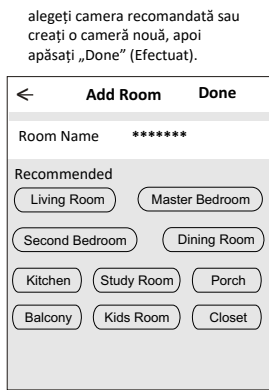 alegeți camera recomandată sau
creați o cameră nouă, apoi
apăsați „Done” (Efectuat).
← Add Room Done
Room Name *******
Recommended
Living Room Master Bedroom
Second Bedroom Dining Room
Kitchen Study Room Porch
Balcony Kids Room Closet